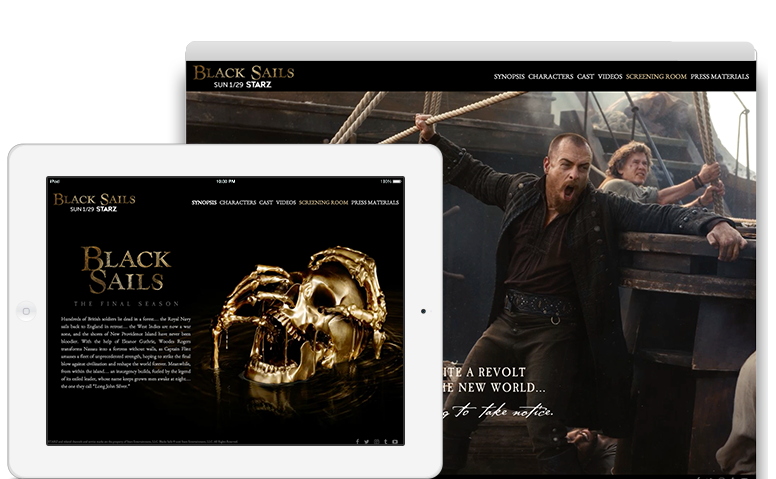 BLACK SAILS
SUN 1/29 STARZ
SYNOPSIS CHARACTERS CAST VIDEOS SCREENING ROOM PRESS MATERIALS
ITE A REVOLT
HE NEW WORLD...
g to take notice.
iPad 10:00 PM 100%
BLACK SAILS
SUN 1/29 STARZ
SYNOPSIS CHARACTERS CAST VIDEOS SCREENING ROOM PRESS MATERIALS
BLACK
SAILS
THE FINAL SEASON
Hundreds of British soldiers lie dead in a forest... the Royal Navy
sails back to England in retreat... the West Indies are now a war
zone, and the shores of New Providence Island have never been
bloodier. With the help of Eleanor Guthrie, Woodes Rogers
transforms Nassau into a fortress without walls, as Captain Flint
amasses a fleet of unprecedented strength, hoping to strike the final
blow against civilization and reshape the world forever. Meanwhile,
from within the island... an insurgency builds, fueled by the legend
of its exiled leader, whose name keeps grown men awake at night...
the one they call "Long John Silver."